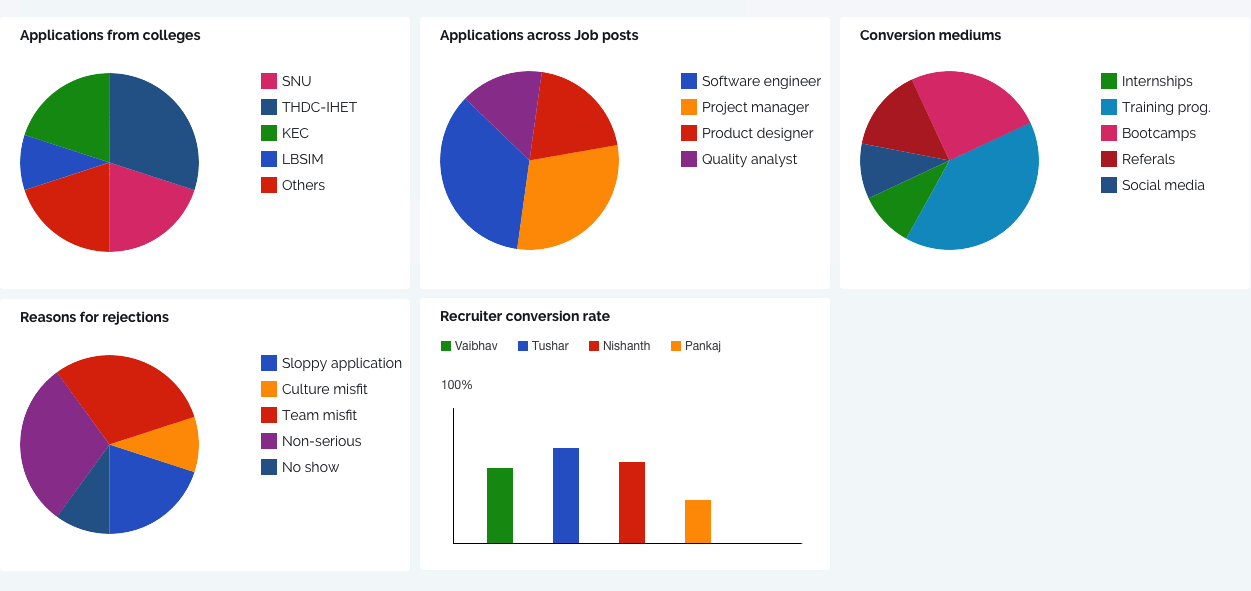 Applications from colleges
SNU
THDC-IHET
KEC
LBSIM
Others
Applications across Job posts
Software engineer
Project manager
Product designer
Quality analyst
Conversion mediums
Internships
Training prog.
Bootcamps
Referals
Social media
Reasons for rejections
Sloppy application
Culture misfit
Team misfit
Non-serious
No show
Recruiter conversion rate
Vaibhav Tushar Nishanth Pankaj
100%